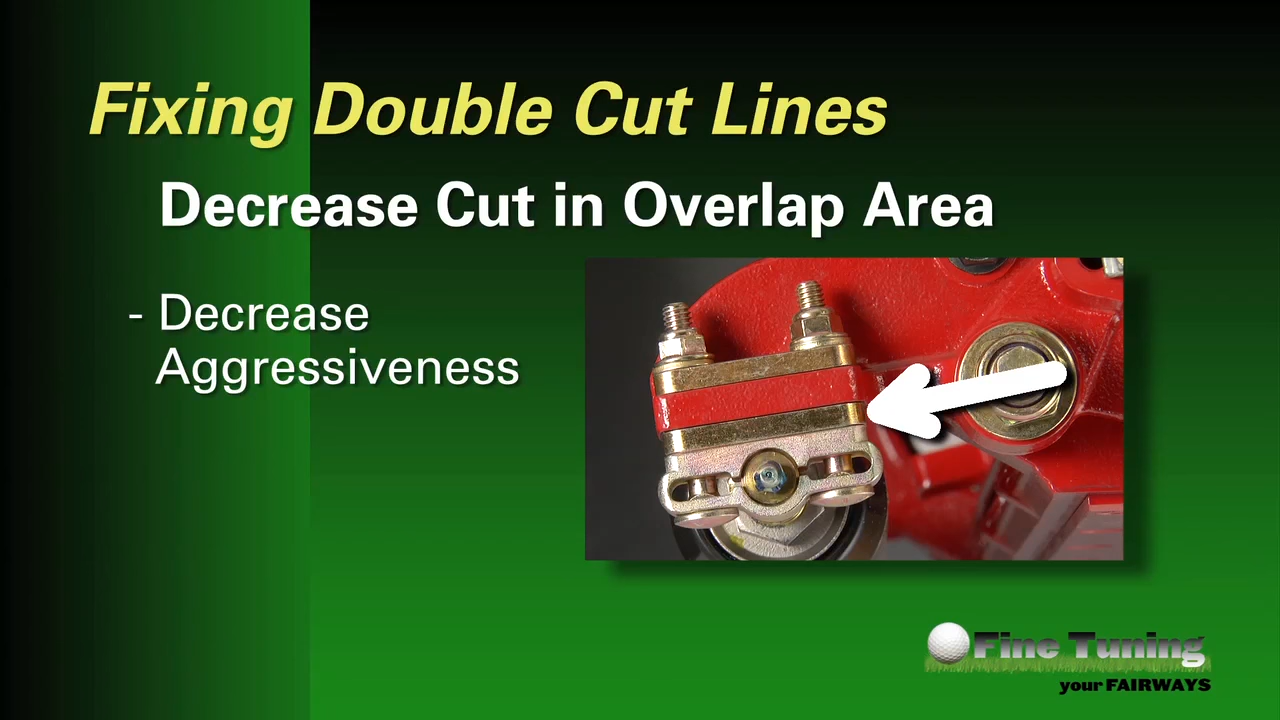 Fixing Double Cut Lines
Decrease Cut in Overlap Area
- Decrease
Aggressiveness
Fine Tuning
your FAIRWAYS